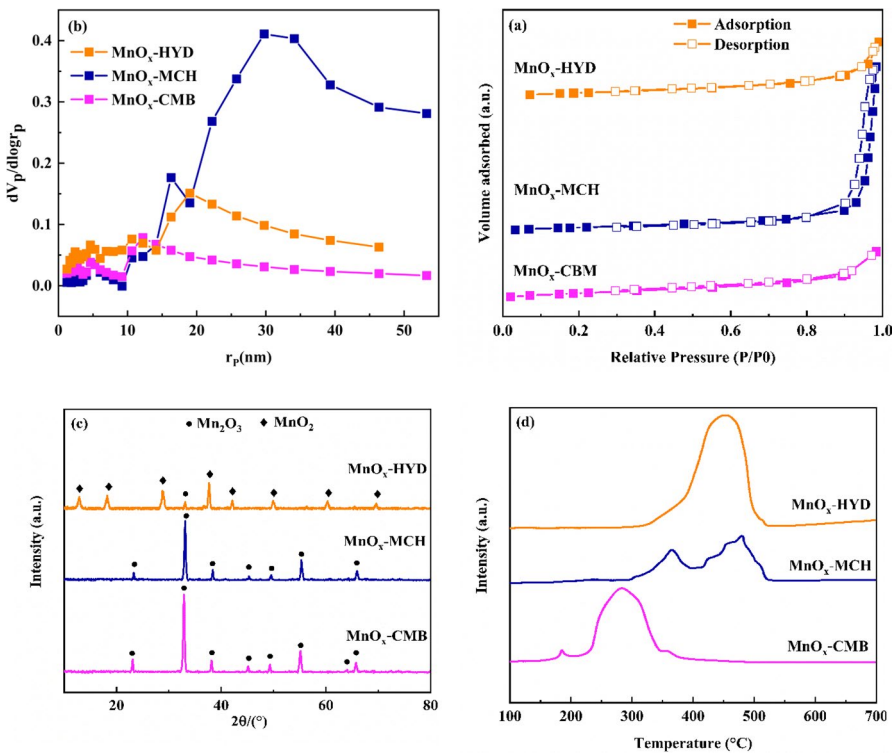 (b)
MnOx-HYD
MnOx-MCH
MnOx-CMB
0.4
0.3
0.2
0.1
0.0
dVp/dlogrp
0 10 20 30 40 50
rP(nm)
(a)
Adsorption
Desorption
MnOx-HYD
MnOx-MCH
MnOx-CBM
Volume adsorbed (a.u.)
0.0 0.2 0.4 0.6 0.8 1.0
Relative Pressure (P/P0)
(c)
Mn2O3 MnO2
MnOx-HYD
MnOx-MCH
MnOx-CMB
Intensity (a.u.)
20 40 60 80
2θ/(°)
(d)
MnOx-HYD
MnOx-MCH
MnOx-CMB
Intensity (a.u.)
100 200 300 400 500 600 700
Temperature (°C)